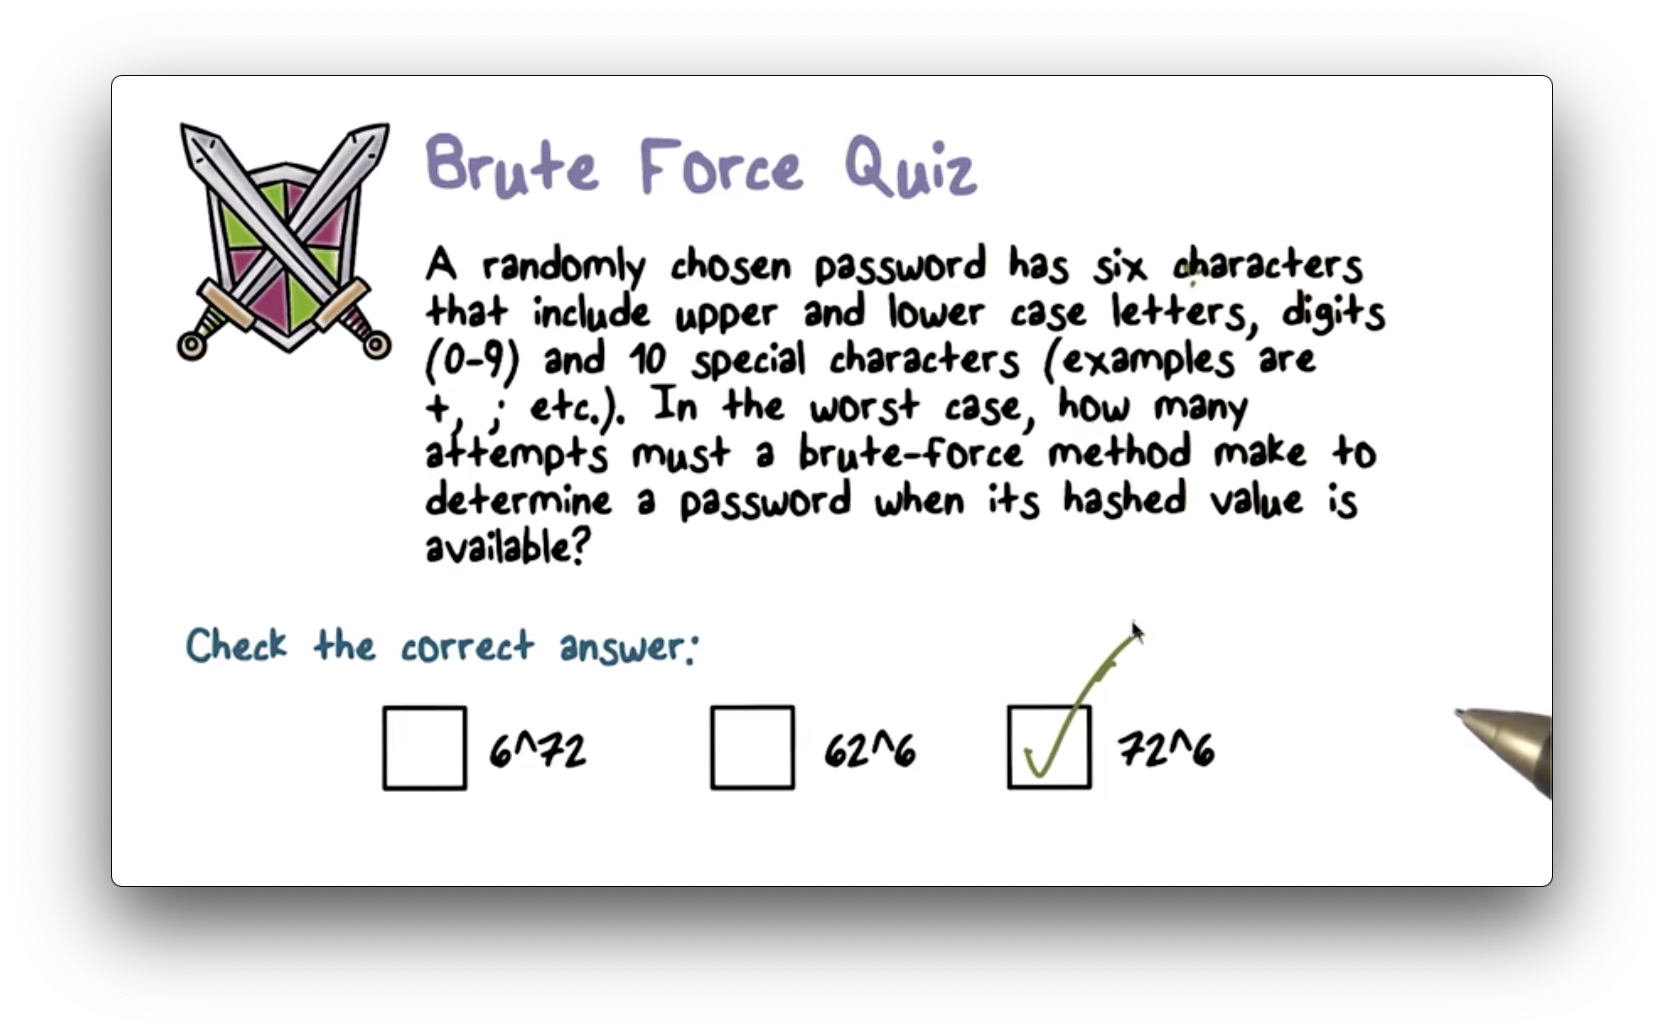 Brute Force Quiz
A randomly chosen password has six characters
that include upper and lower case letters, digits
(0-9) and 10 special characters (examples are
+, ; etc.). In the worst case, how many
attempts must a brute-force method make to
determine a password when its hashed value is
available?
Check the correct answer:
6^72 62^6 72^6